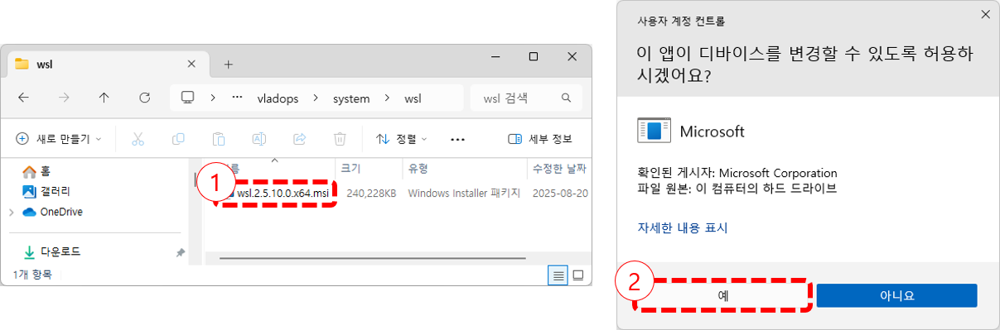 wsl
vladops
system
wsl
wsl 검색
새로 만들기
정렬
세부 정보
홈
갤러리
OneDrive
다운로드
1개 항목
크기
유형
수정한 날짜
1
wsl.2.5.10.0.x64.msi
240,228KB
Windows Installer 패키지
2025-08-20
사용자 계정 컨트롤
이 앱이 디바이스를 변경할 수 있도록 허용하
시겠어요?
Microsoft
확인된 게시자: Microsoft Corporation
파일 원본: 이 컴퓨터의 하드 드라이브
자세한 내용 표시
2
예
아니요